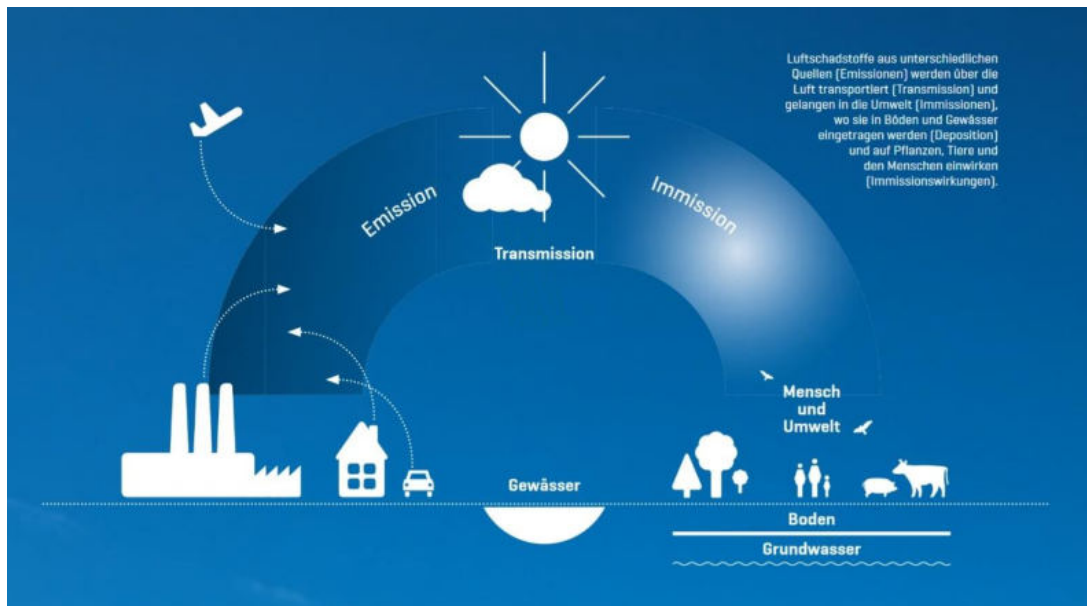 Luftschadstoffe aus unterschiedlichen
Quellen (Emissionen) werden über die
Luft transportiert (Transmission) und
gelangen in die Umwelt (Immissionen),
wo sie in Böden und Gewässer
eingetragen werden (Deposition)
und auf Pflanzen, Tiere und
den Menschen einwirken
(Immissionswirkungen).
Emission
Immission
Transmission
Mensch
und
Umwelt
Gewässer
Boden
Grundwasser